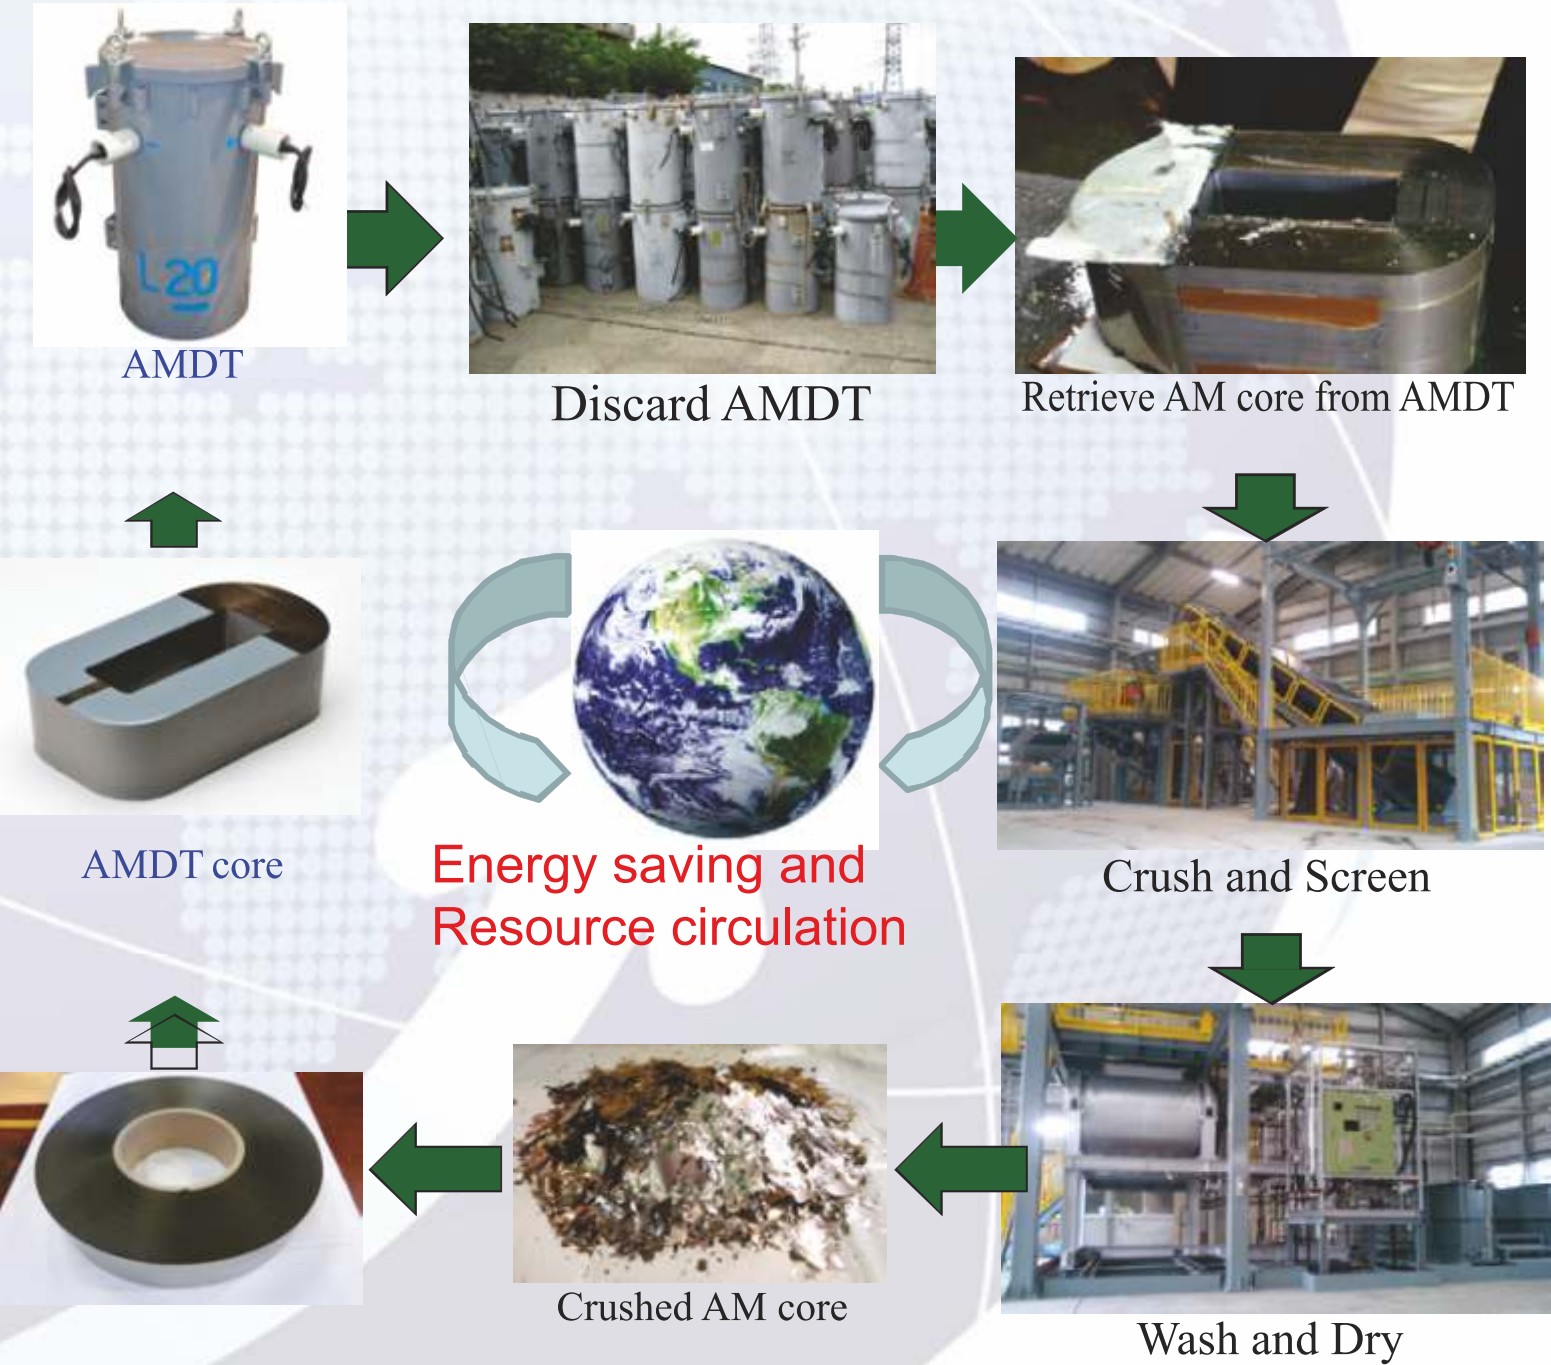 L20
AMDT
Discard AMDT
Retrieve AM core from AMDT
AMDT core
Energy saving and
Resource circulation
Crush and Screen
Crushed AM core
Wash and Dry